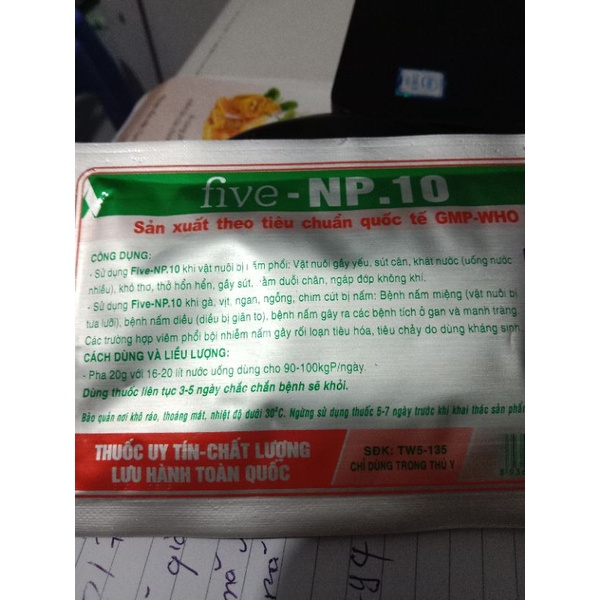 five-NP.10
Sản xuất theo tiêu chuẩn quốc tế GMP-WHO
CÔNG DỤNG:
- Sử dụng Five-NP.10 khi vật nuôi bị nấm phổi: Vật nuôi gầy yếu, sút cân, khát nước (uống nước
nhiều), khó thơ, thở hổn hển, gầy sút. nằm duỗi chân, ngáp đớp không khí.
- Sử dụng Five-NP.10 khi gà, vịt, ngan, ngỗng, chim cút bị nấm: Bệnh nấm miệng (vật nuôi bị
tưa lưỡi), bệnh nấm diều (diều bị giãn to), bệnh nấm gây ra các bệnh tích ở gan và mạnh tràng
Các trường hợp viêm phổi bội nhiễm nấm gây rối loạn tiêu hóa, tiêu chảy do dùng kháng sinh
CÁCH DÙNG VÀ LIỀU LƯỢNG:
- Pha 20g với 16-20 lít nước uống dùng cho 90-100kgP/ngày.
Dùng thuốc liên tục 3-5 ngày chắc chắn bệnh sẽ khỏi.
Bảo quản nơi khô ráo, thoáng mát, nhiệt độ dưới 30°C. Ngừng sử dụng thuốc 5-7 ngày trước khi khai thác sản phẩm
THUỐC UY TÍN-CHẤT LƯỢNG
LƯU HÀNH TOÀN QUỐC
SĐK: TW5-135
CHỈ DÙNG TRONG THÚ Y